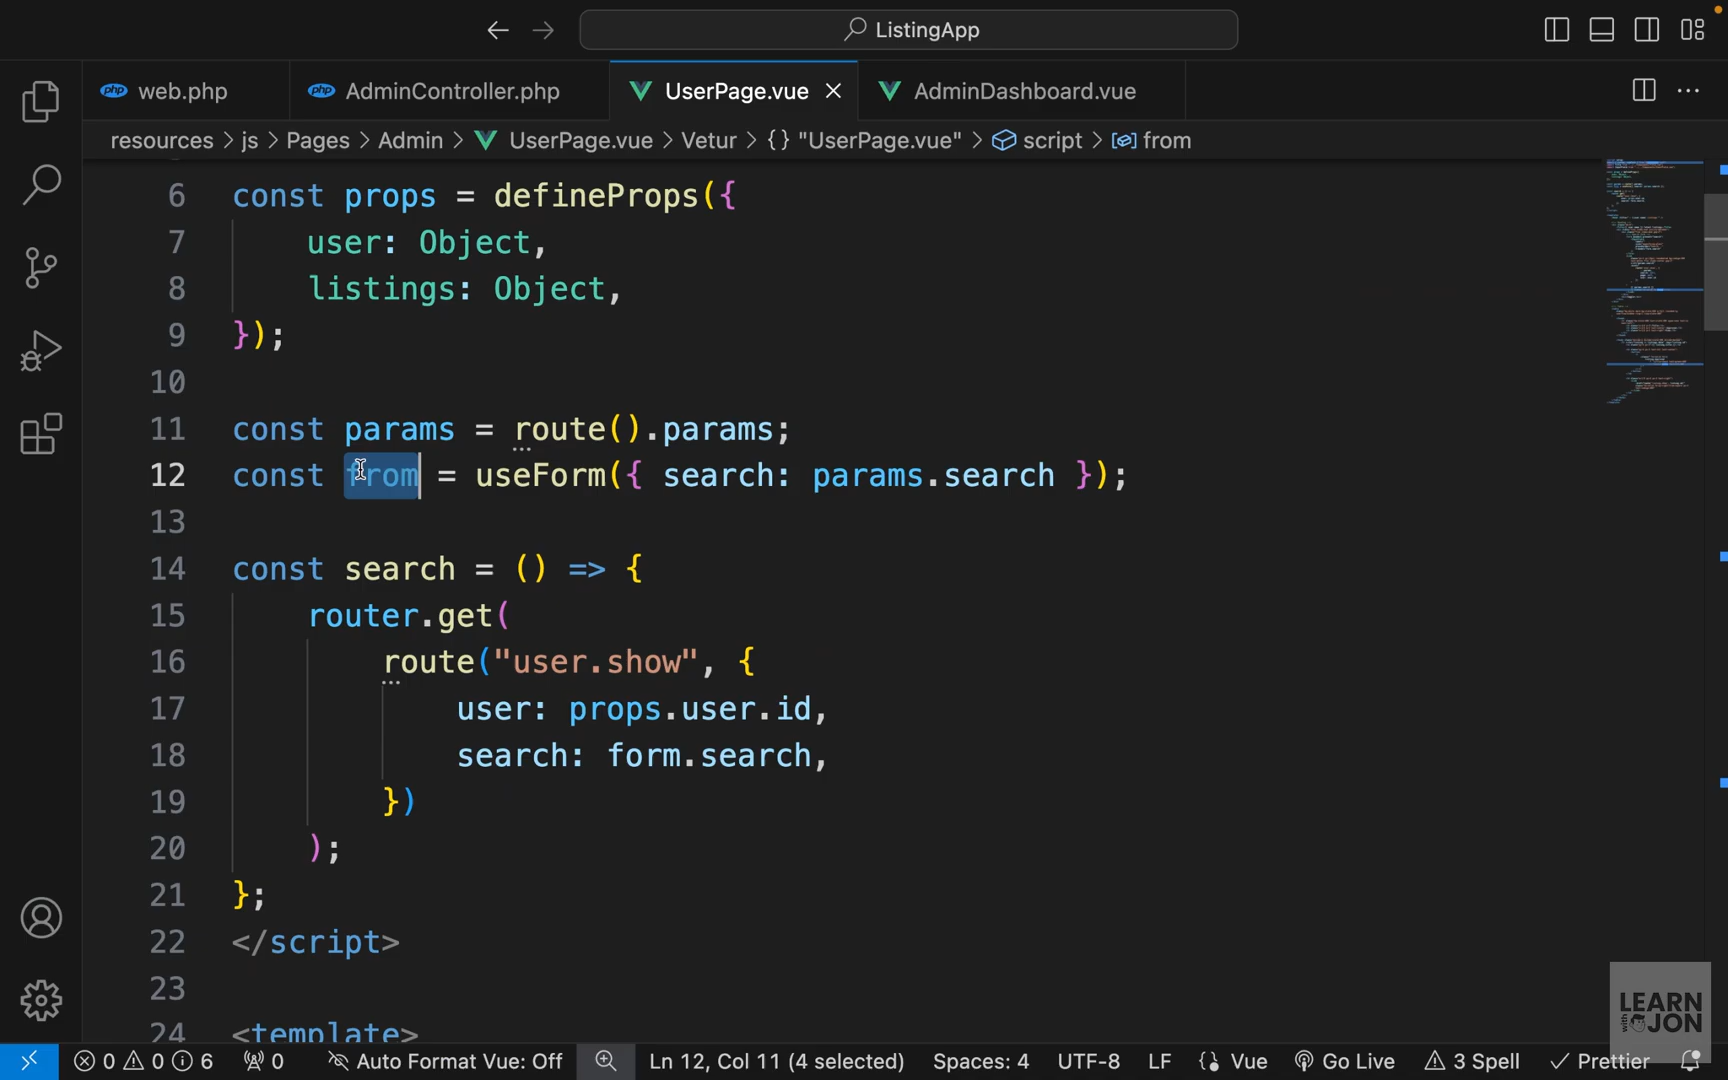 ListingApp
web.php
AdminController.php
UserPage.vue
AdminDashboard.vue
resources > js > Pages > Admin > UserPage.vue > Vetur > {} "UserPage.vue" > script > from
6 const props = defineProps({
7 user: Object,
8 listings: Object,
9 });
10
11 const params = route().params;
12 const from = useForm({ search: params.search });
13
14 const search = () => {
15 router.get(
16 route("user.show", {
17 user: props.user.id,
18 search: form.search,
19 })
20 );
21 };
22 </script>
23
24 <template>
LEARN
with JON
0 0 6 0 Auto Format Vue: Off Ln 12, Col 11 (4 selected) Spaces: 4 UTF-8 LF {} Vue Go Live 3 Spell Prettier